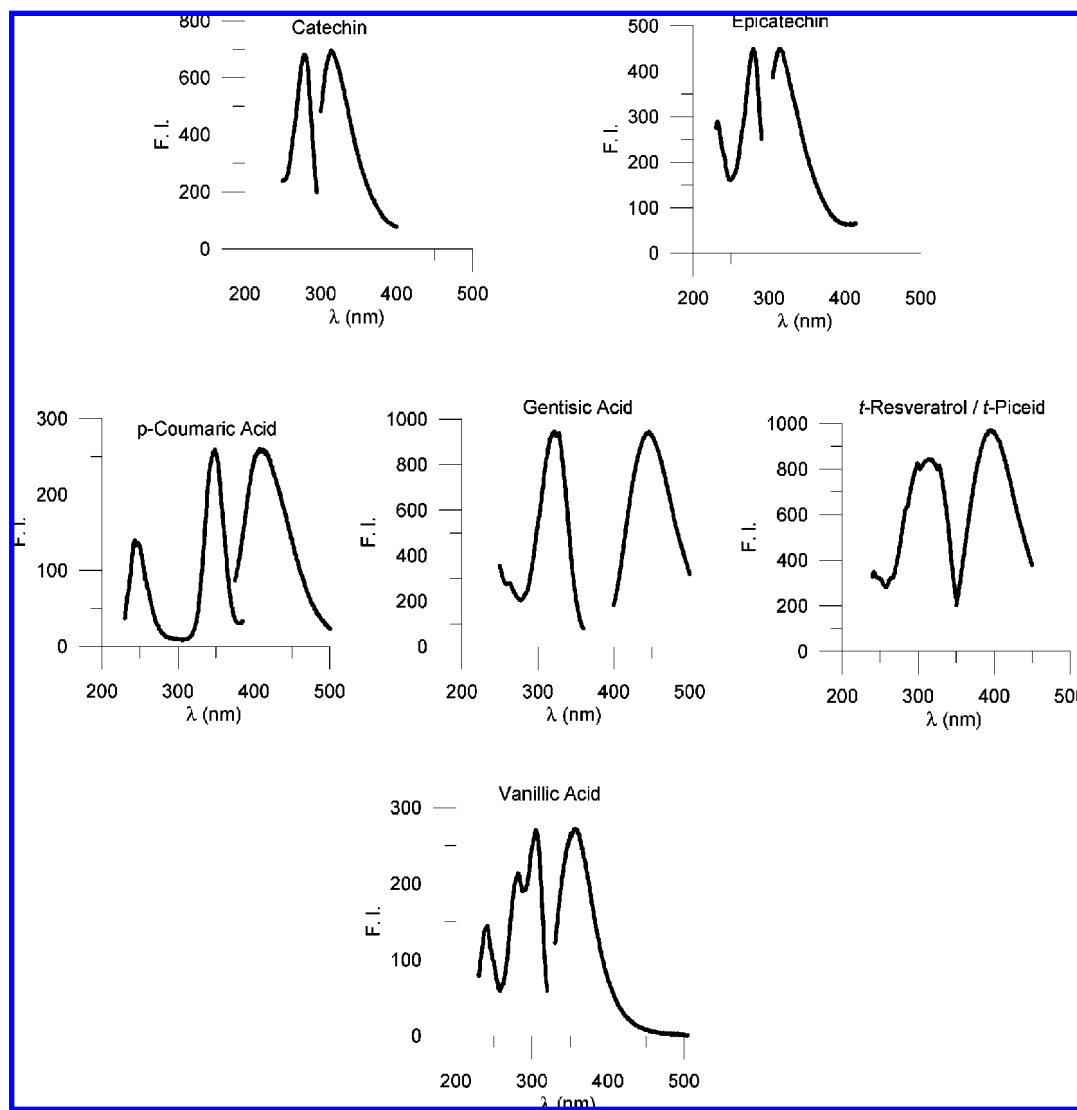 Catechin
800
600
400
200
0
F. I.
200 300 400 500
λ (nm)
Epicatechin
500
400
300
200
100
0
F. I.
200 300 400 500
λ (nm)
p-Coumaric Acid
300
200
100
0
F. I.
200 300 400 500
λ (nm)
Gentisic Acid
1000
800
600
400
200
0
F. I.
200 300 400 500
λ (nm)
t-Resveratrol / t-Piceid
1000
800
600
400
200
0
F. I.
200 300 400 500
λ (nm)
Vanillic Acid
300
200
100
0
F. I.
200 300 400 500
λ (nm)